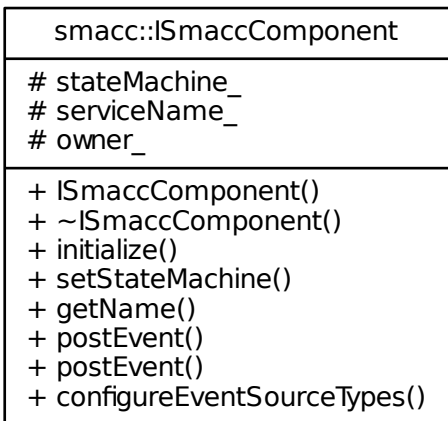 smacc::ISmaccComponent
# stateMachine_
# serviceName_
# owner_
+ ISmaccComponent()
+ ~ISmaccComponent()
+ initialize()
+ setStateMachine()
+ getName()
+ postEvent()
+ postEvent()
+ configureEventSourceTypes()